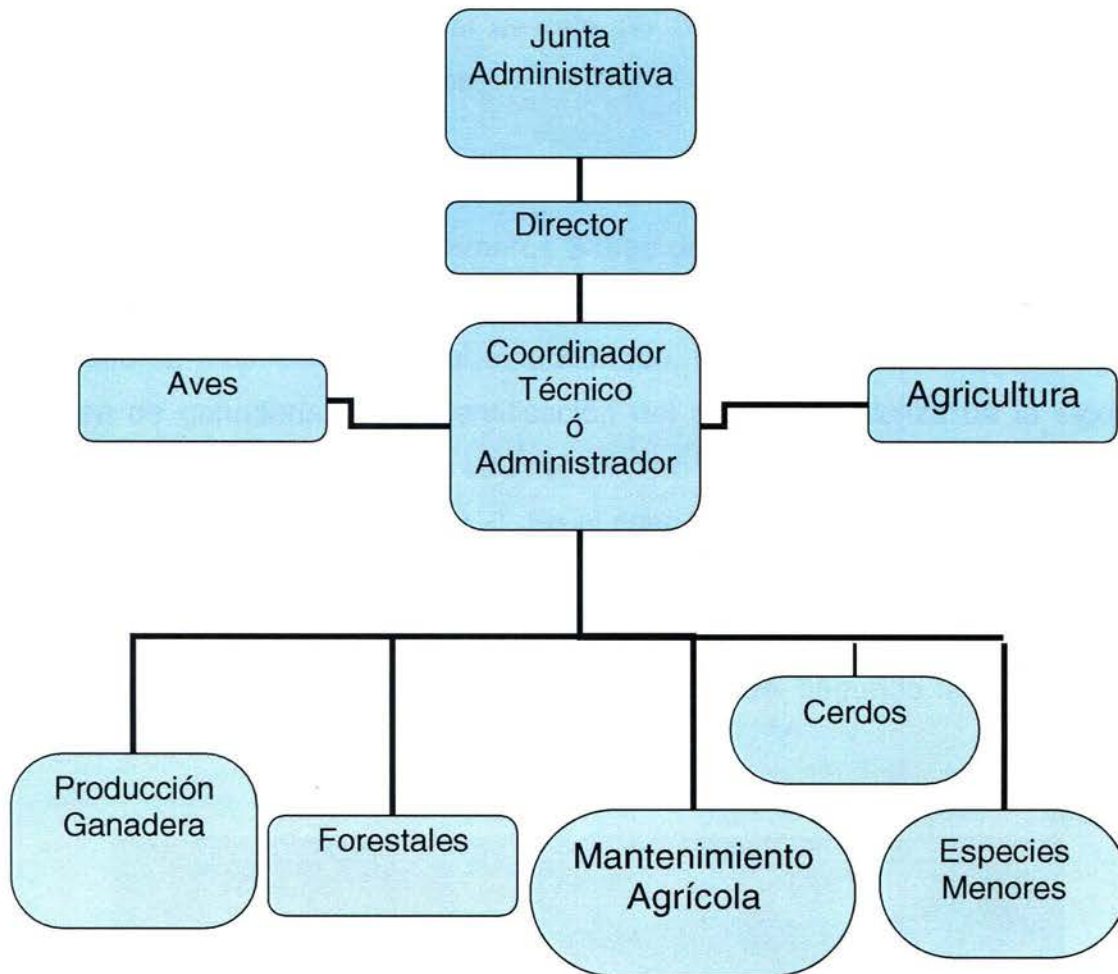 Junta
Administrativa
Director
Coordinador
Técnico
ó
Administrador
Aves
Agricultura
Cerdos
Producción
Ganadera
Forestales
Mantenimiento
Agrícola
Especies
Menores